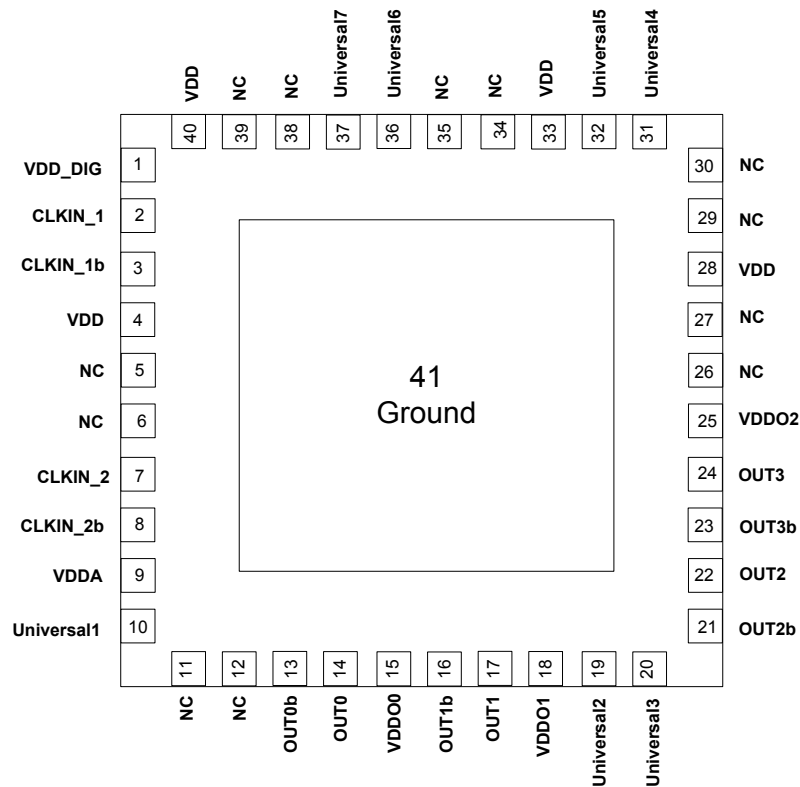 VDD NC NC Universal7 Universal6 NC NC VDD Universal5 Universal4
40 39 38 37 36 35 34 33 32 31
VDD_DIG 1 30 NC
CLKIN_1 2 29 NC
CLKIN_1b 3 28 VDD
VDD 4 27 NC
NC 5 26 NC
NC 6 25 VDDO2
CLKIN_2 7 24 OUT3
CLKIN_2b 8 23 OUT3b
VDDA 9 22 OUT2
Universal1 10 21 OUT2b
41
Ground
11 12 13 14 15 16 17 18 19 20
NC NC OUT0b OUT0 VDDO0 OUT1b OUT1 VDDO1 Universal2 Universal3